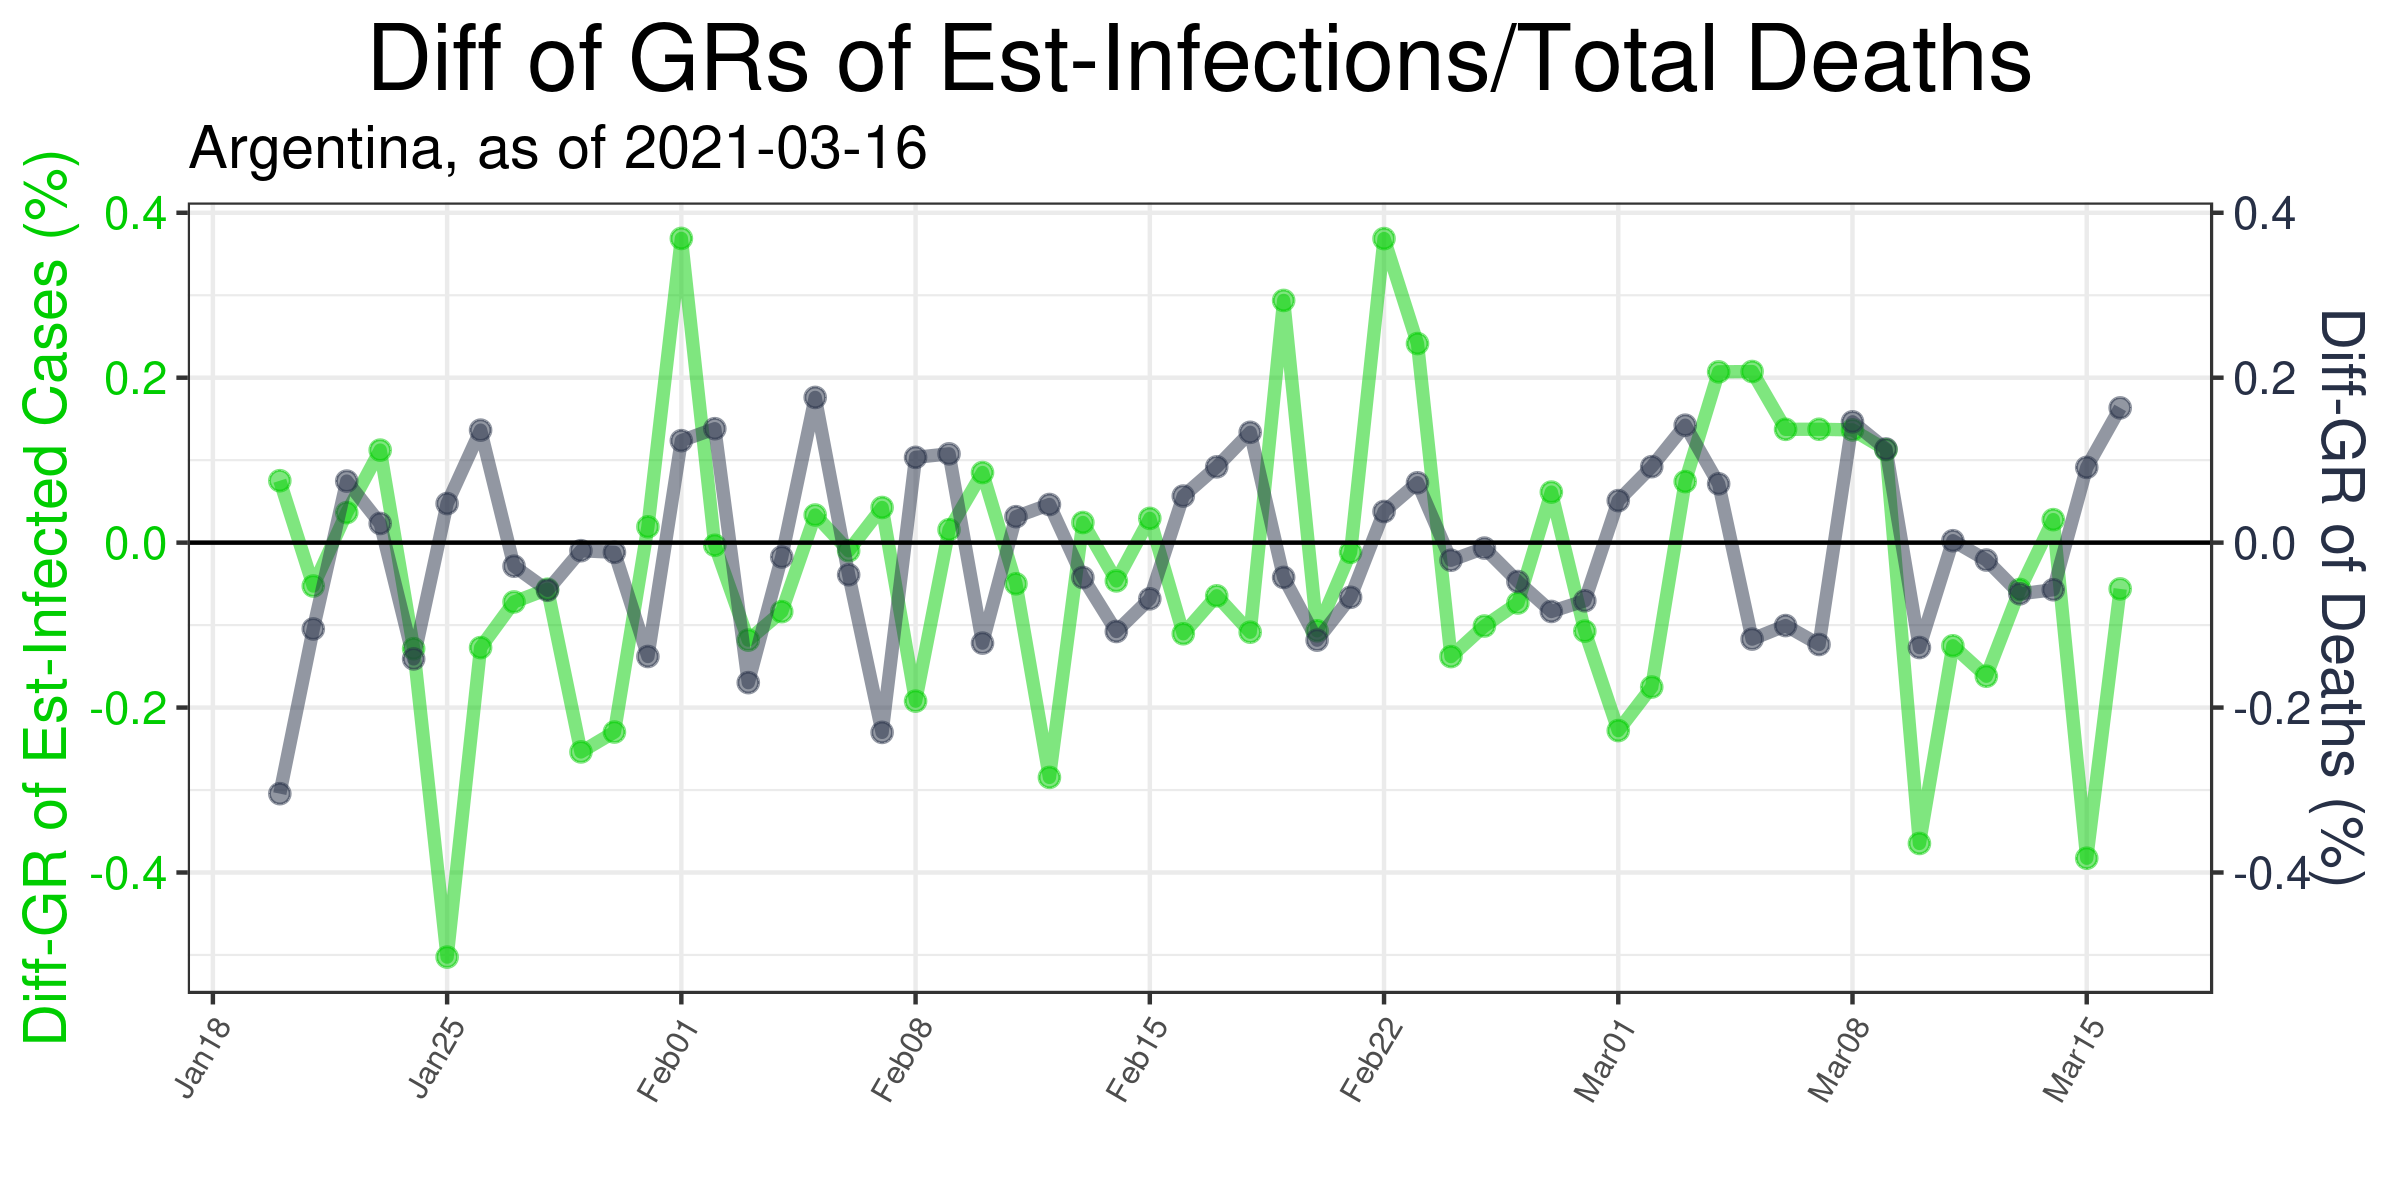 Diff of GRs of Est-Infections/Total Deaths
Argentina, as of 2021-03-16
Diff-GR of Est-Infected Cases (%)
0.4
0.2
0.0
-0.2
-0.4
0.4
0.2
0.0
-0.2
-0.4
Diff-GR of Deaths (%)
Jan18
Jan25
Feb01
Feb08
Feb15
Feb22
Mar01
Mar08
Mar15